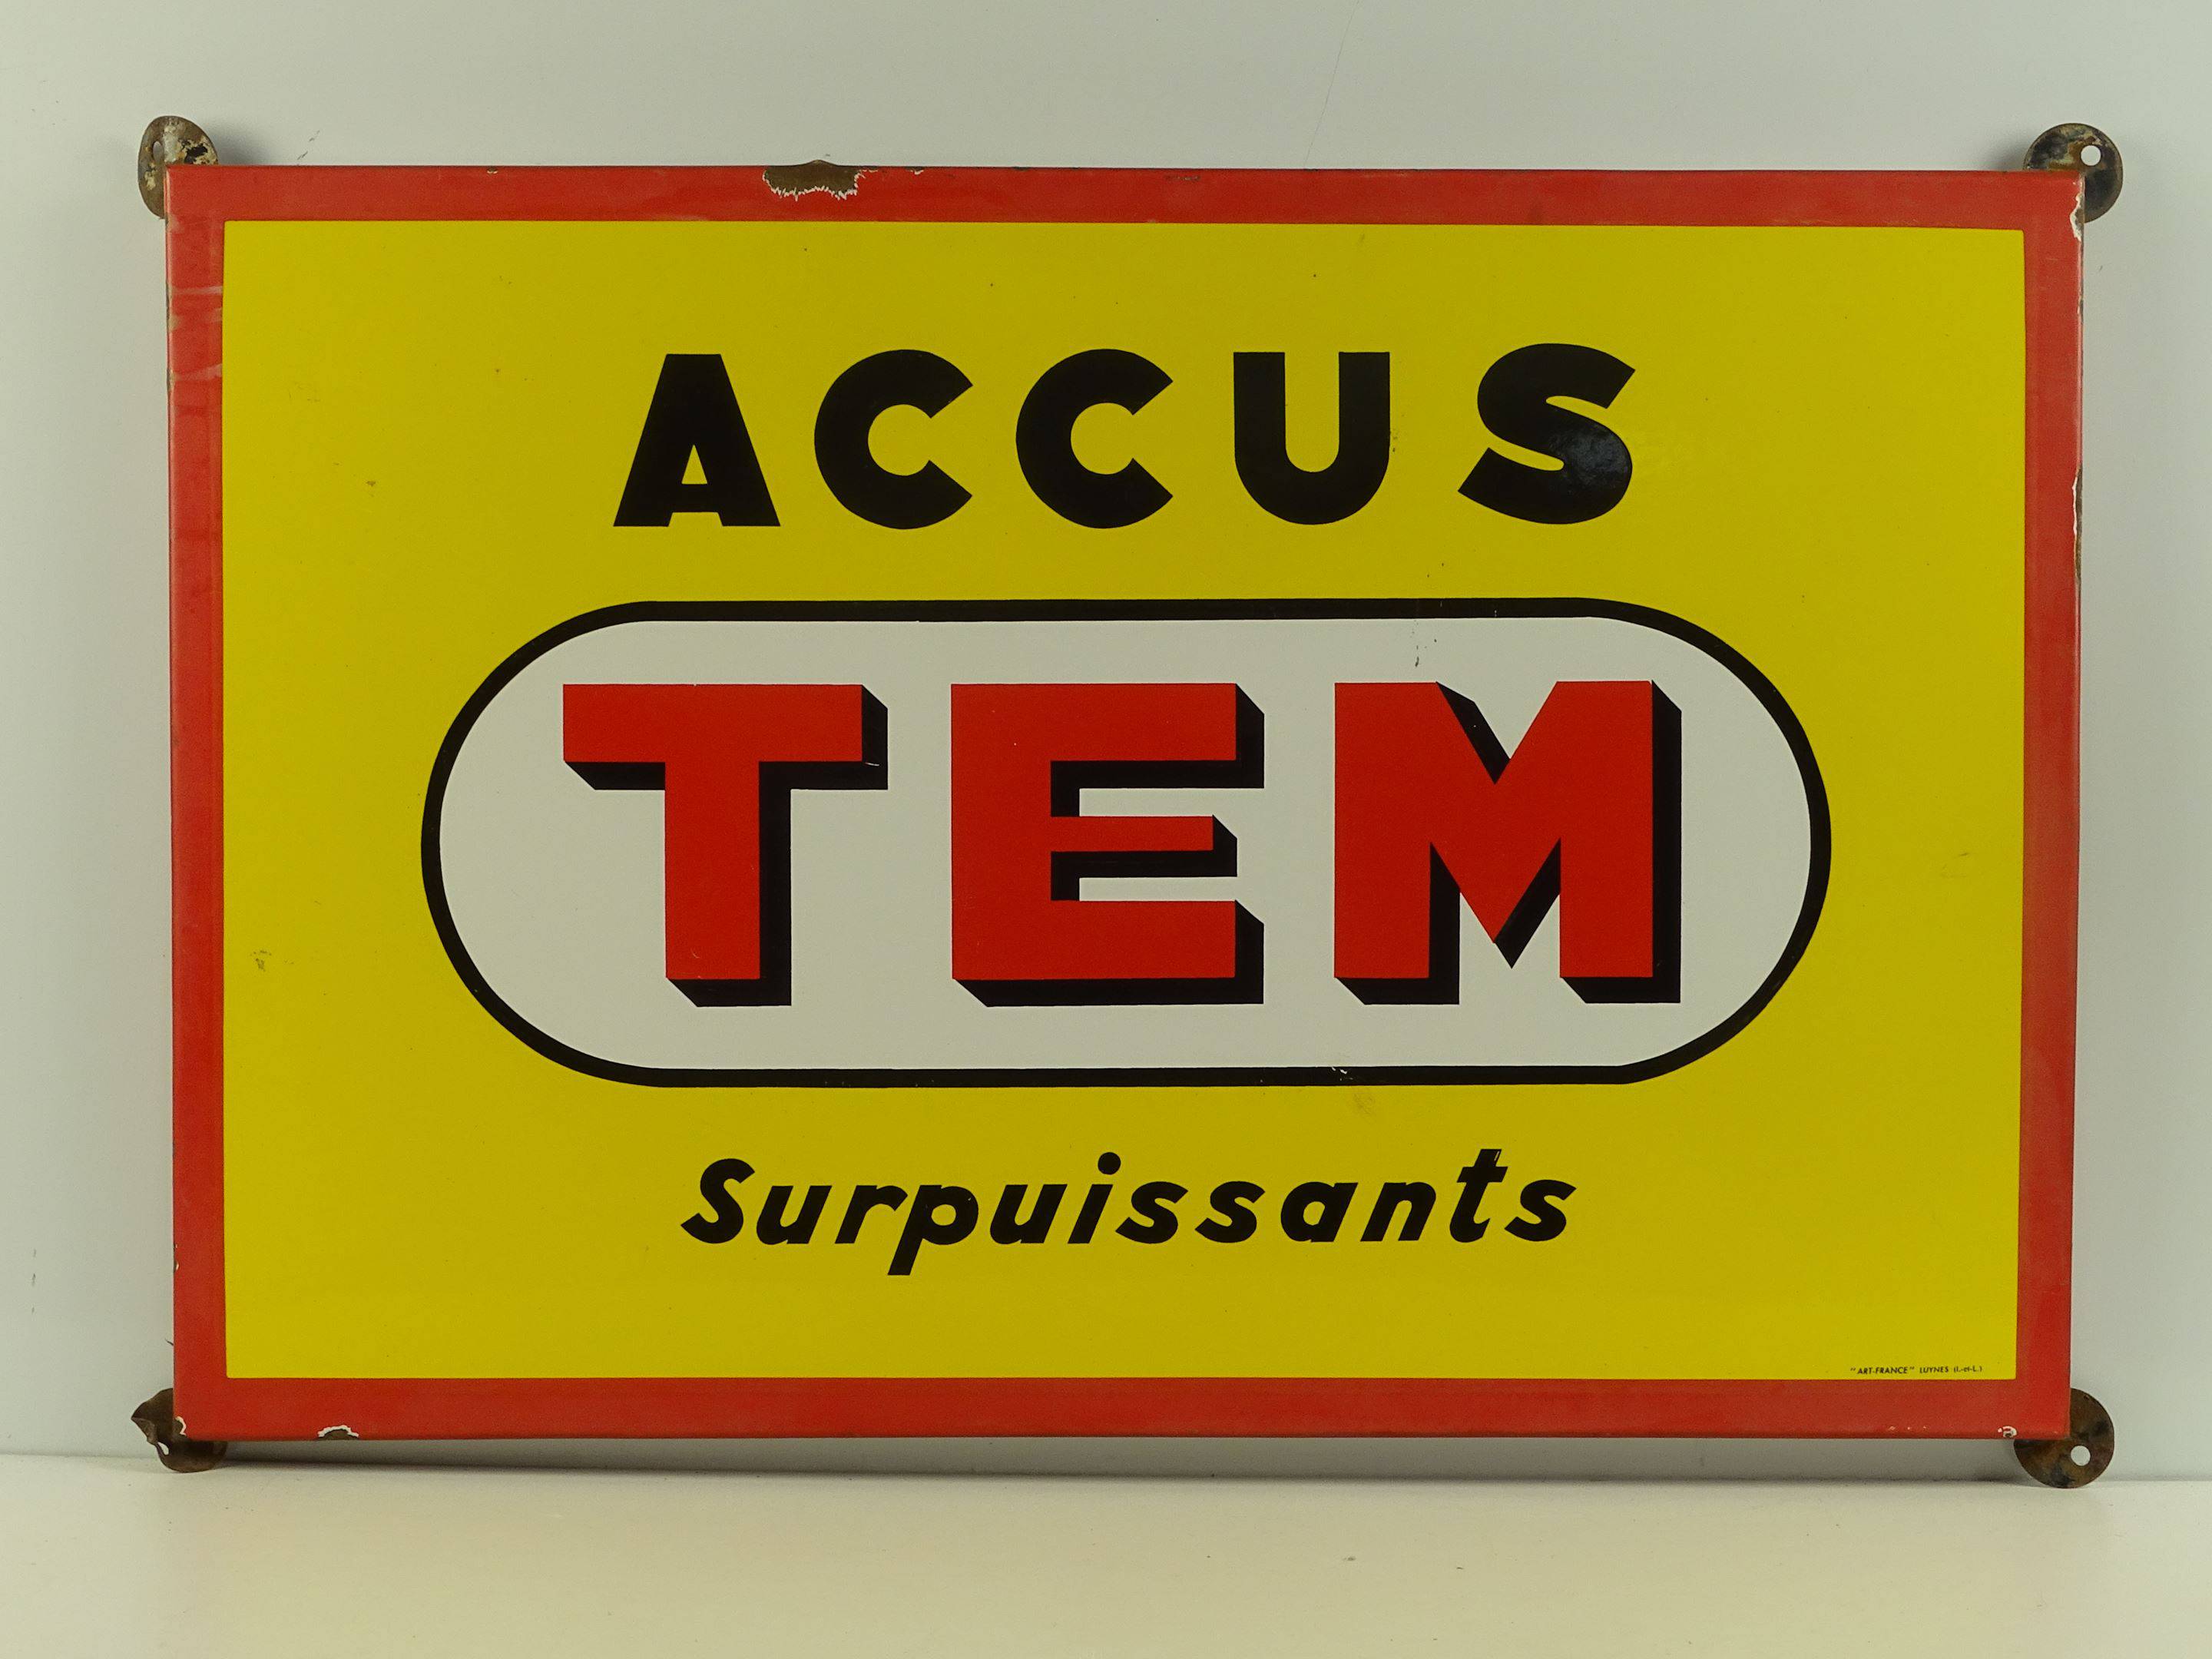 ACCUS
TEM
Surpuissants
"ART-FRANCE" LUYNES (I.-et-L.)